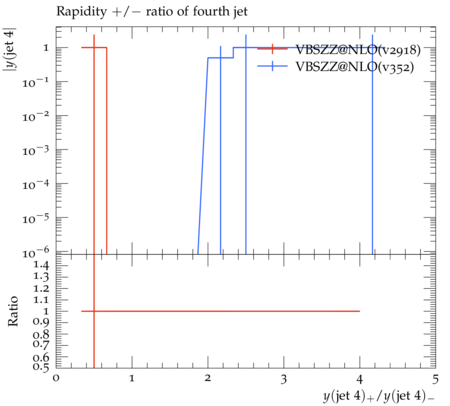 Rapidity +/− ratio of fourth jet
|y(jet 4|
1
10⁻¹
10⁻²
10⁻³
10⁻⁴
10⁻⁵
10⁻⁶
VBSZZ@NLO(v2918)
VBSZZ@NLO(v352)
Ratio
1.4
1.3
1.2
1.1
1
0.9
0.8
0.7
0.6
0.5
0 1 2 3 4 5
y(jet 4)₊/y(jet 4)₋